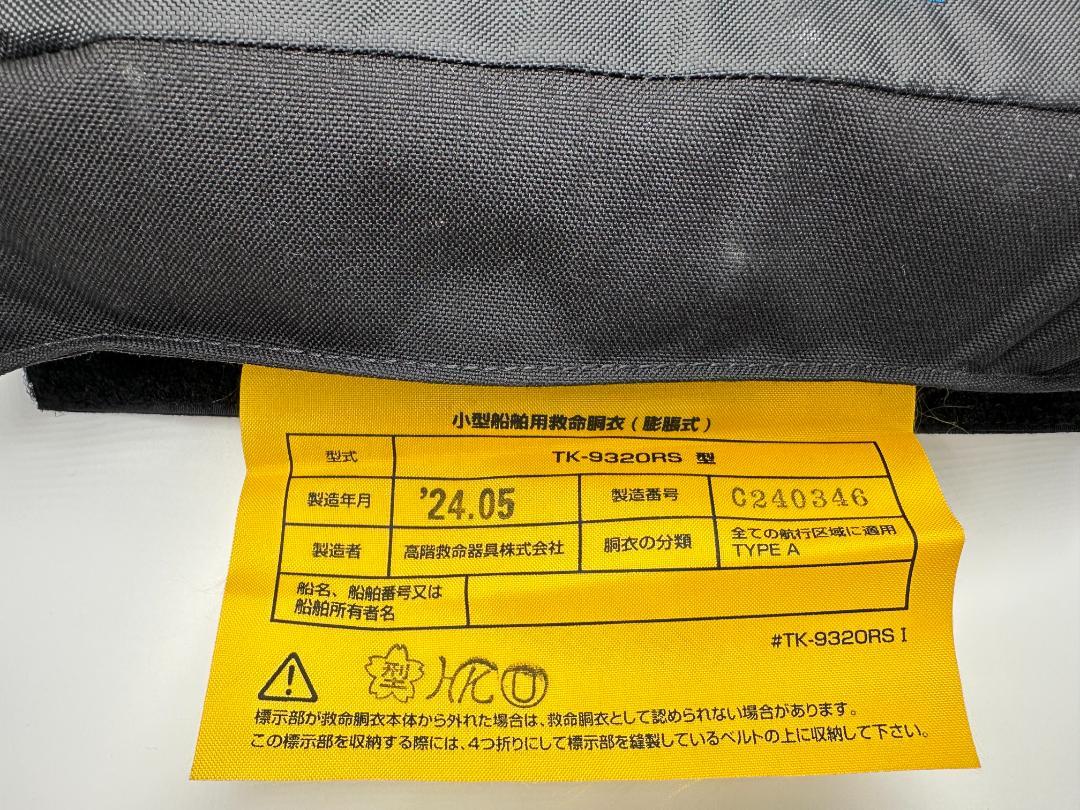 小型船舶用救命胴衣(膨脹式)
型式 TK-9320RS 型
製造年月 '24.05 製造番号 C240346
製造者 高階救命器具株式会社 胴衣の分類 全ての航行区域に適用
TYPE A
船名、船舶番号又は
船舶所有者名
#TK-9320RS I
型 HK
標示部が救命胴衣本体から外れた場合は、救命胴衣として認められない場合があります。
この標示部を収納する際には、4つ折りにして標示部を縫製しているベルトの上に収納して下さい。